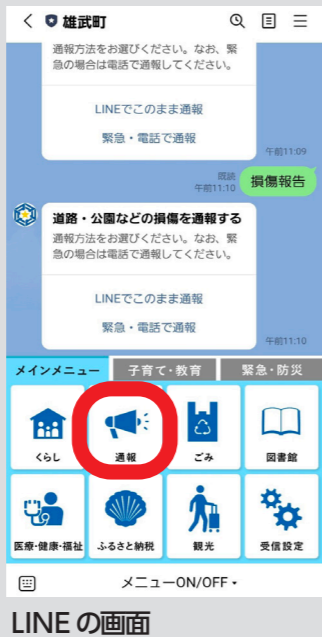 雄武町
通報方法をお選びください。なお、緊
急の場合は電話で通報してください。
LINEでこのまま通報
緊急・電話で通報
午前11:09
既読
午前11:10
損傷報告
道路・公園などの損傷を通報する
通報方法をお選びください。なお、緊
急の場合は電話で通報してください。
LINEでこのまま通報
緊急・電話で通報
午前11:10
メインメニュー
子育て・教育
緊急・防災
くらし
通報
ごみ
図書館
医療・健康・福祉
ふるさと納税
観光
受信設定
メニューON/OFF
LINEの画面